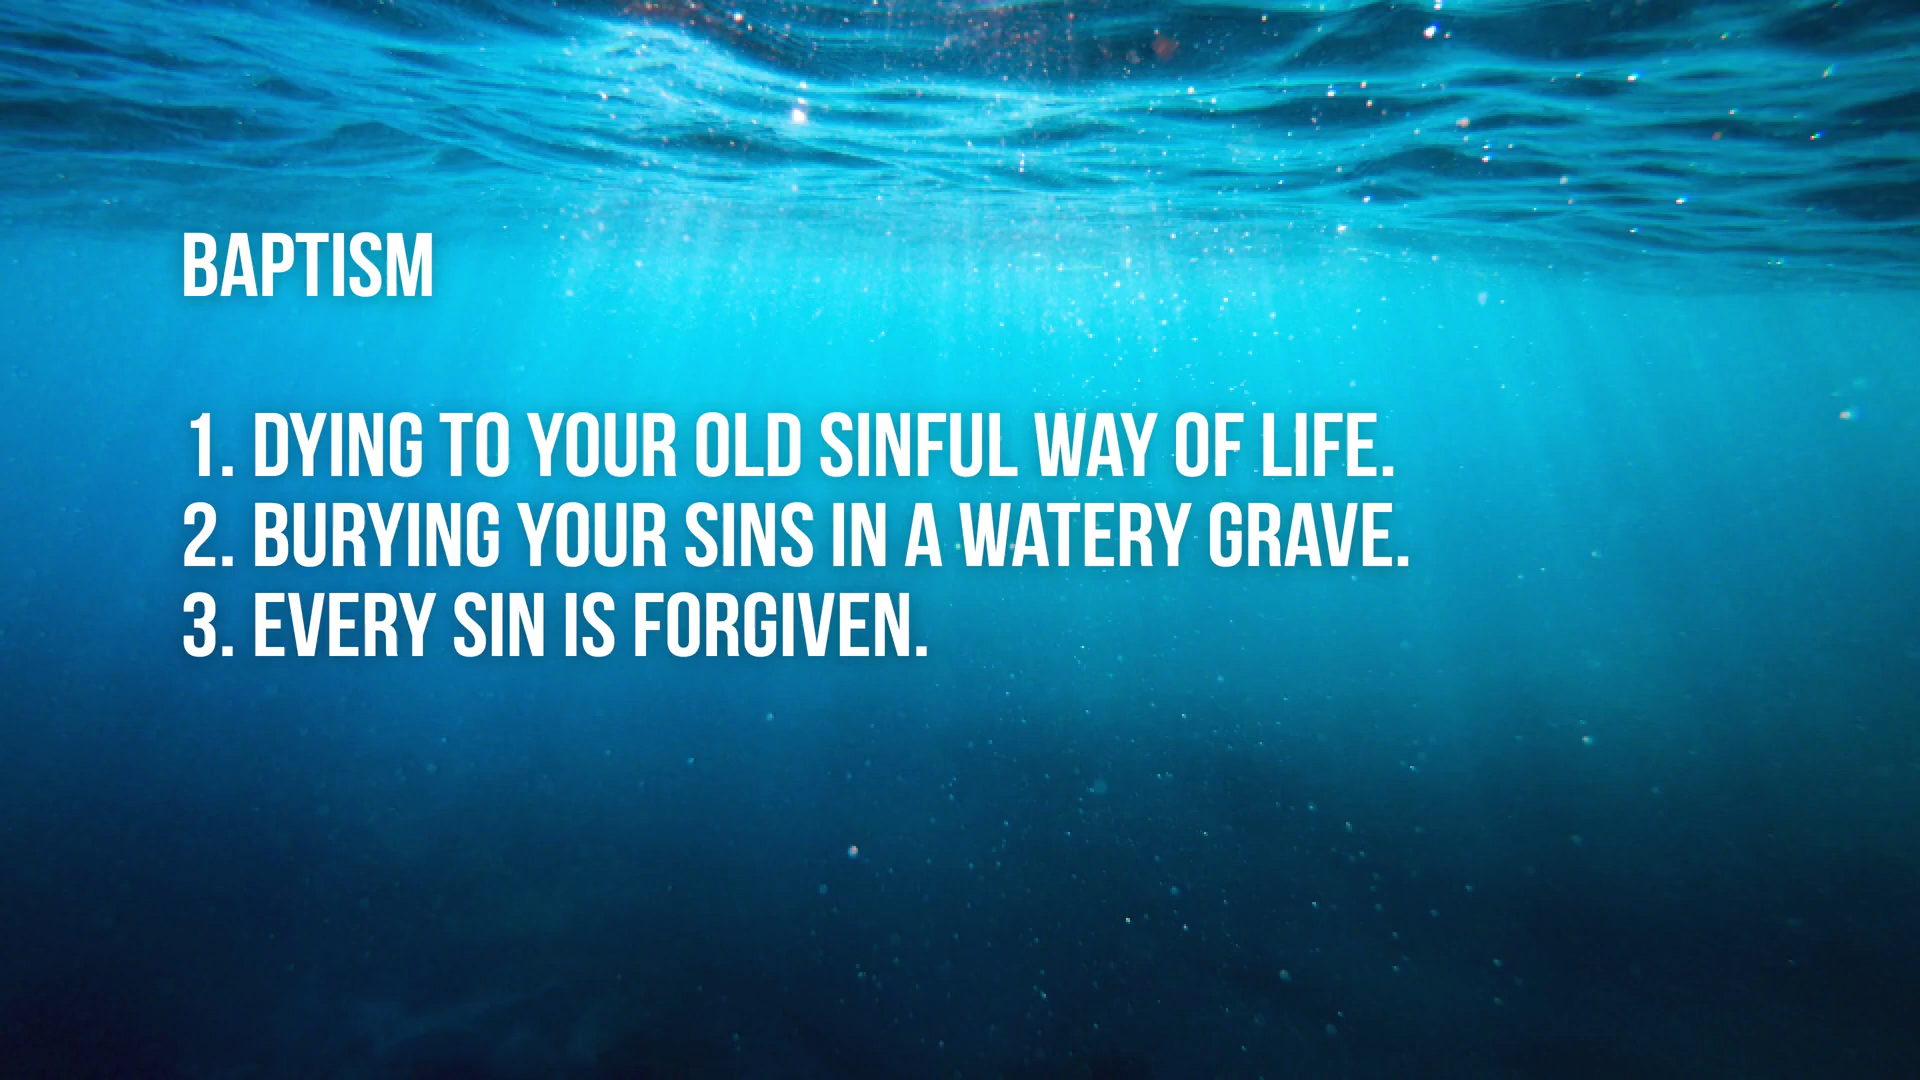 BAPTISM
1. DYING TO YOUR OLD SINFUL WAY OF LIFE.
2. BURYING YOUR SINS IN A WATERY GRAVE.
3. EVERY SIN IS FORGIVEN.